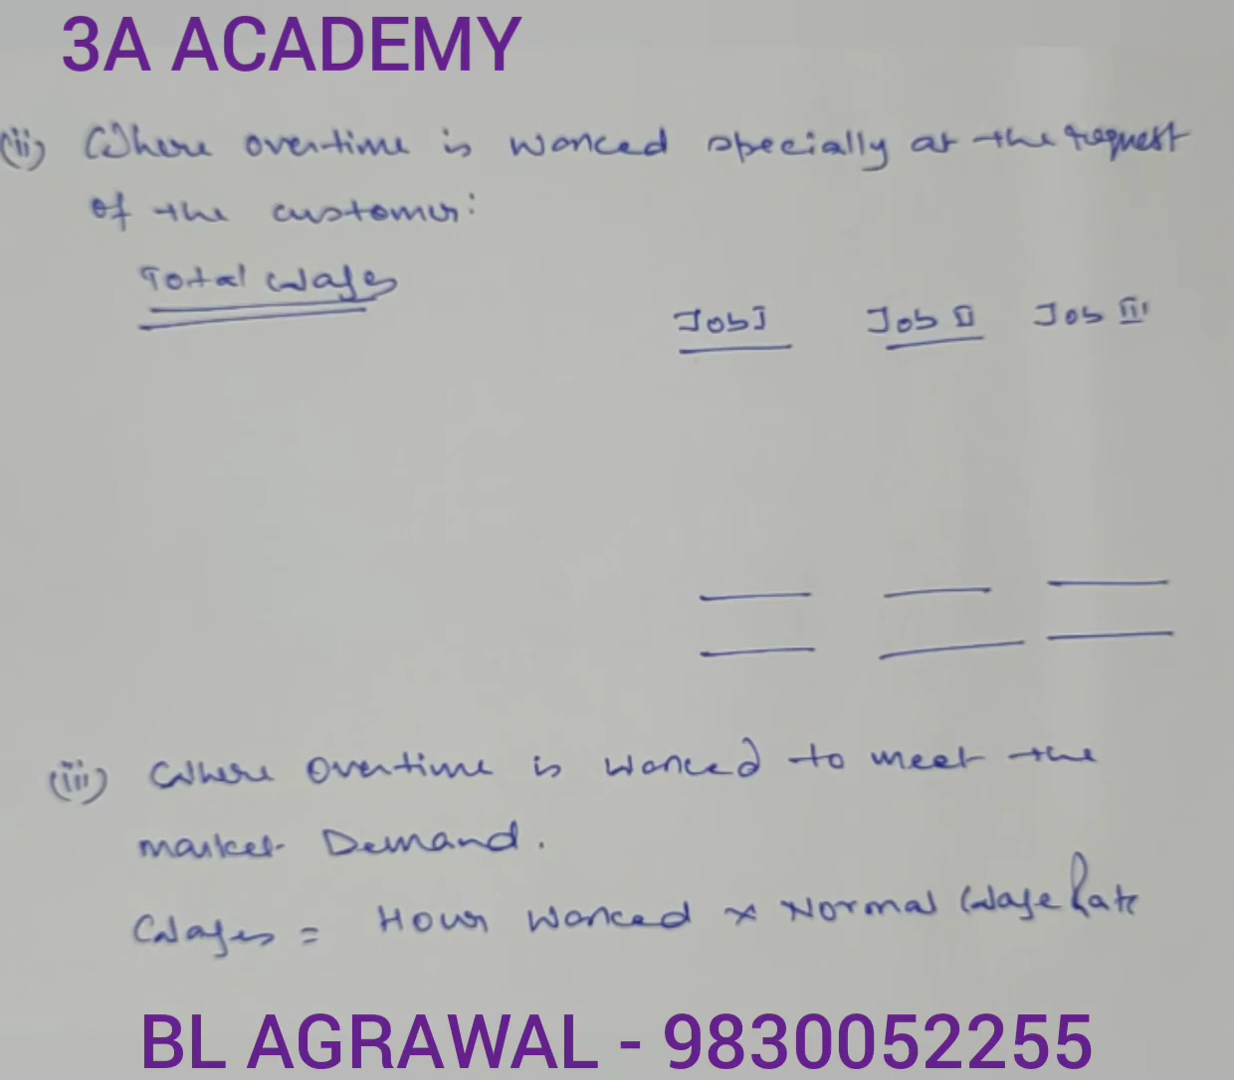 3A ACADEMY
(ii) Where overtime is worked specially at the request
of the customer:
Total Wages
Job I Job II Job III
(iii) Where overtime is worked to meet the
market Demand.
Wages = Hour worked × Normal Wage Rate
BL AGRAWAL - 9830052255